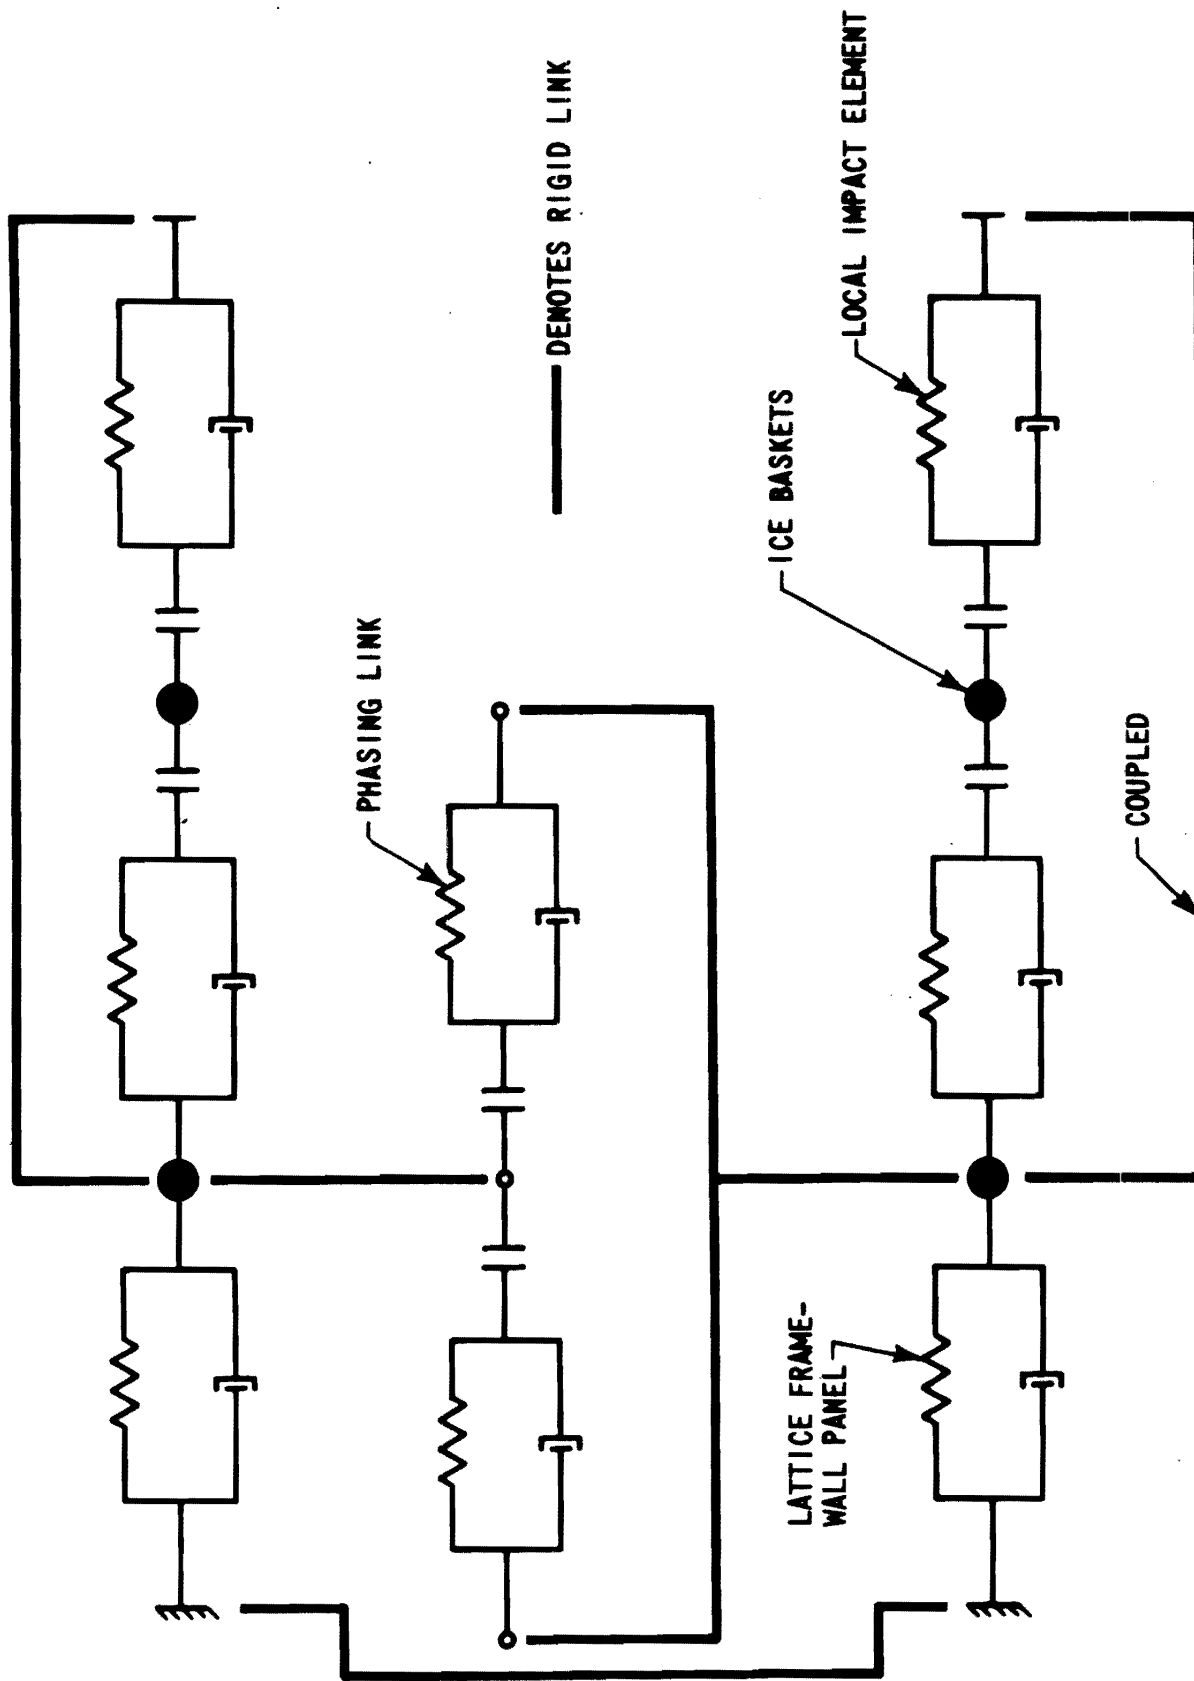 DENOTES RIGID LINK
PHASING LINK
LOCAL IMPACT ELEMENT
ICE BASKETS
LATTICE FRAME-
WALL PANEL
COUPLED